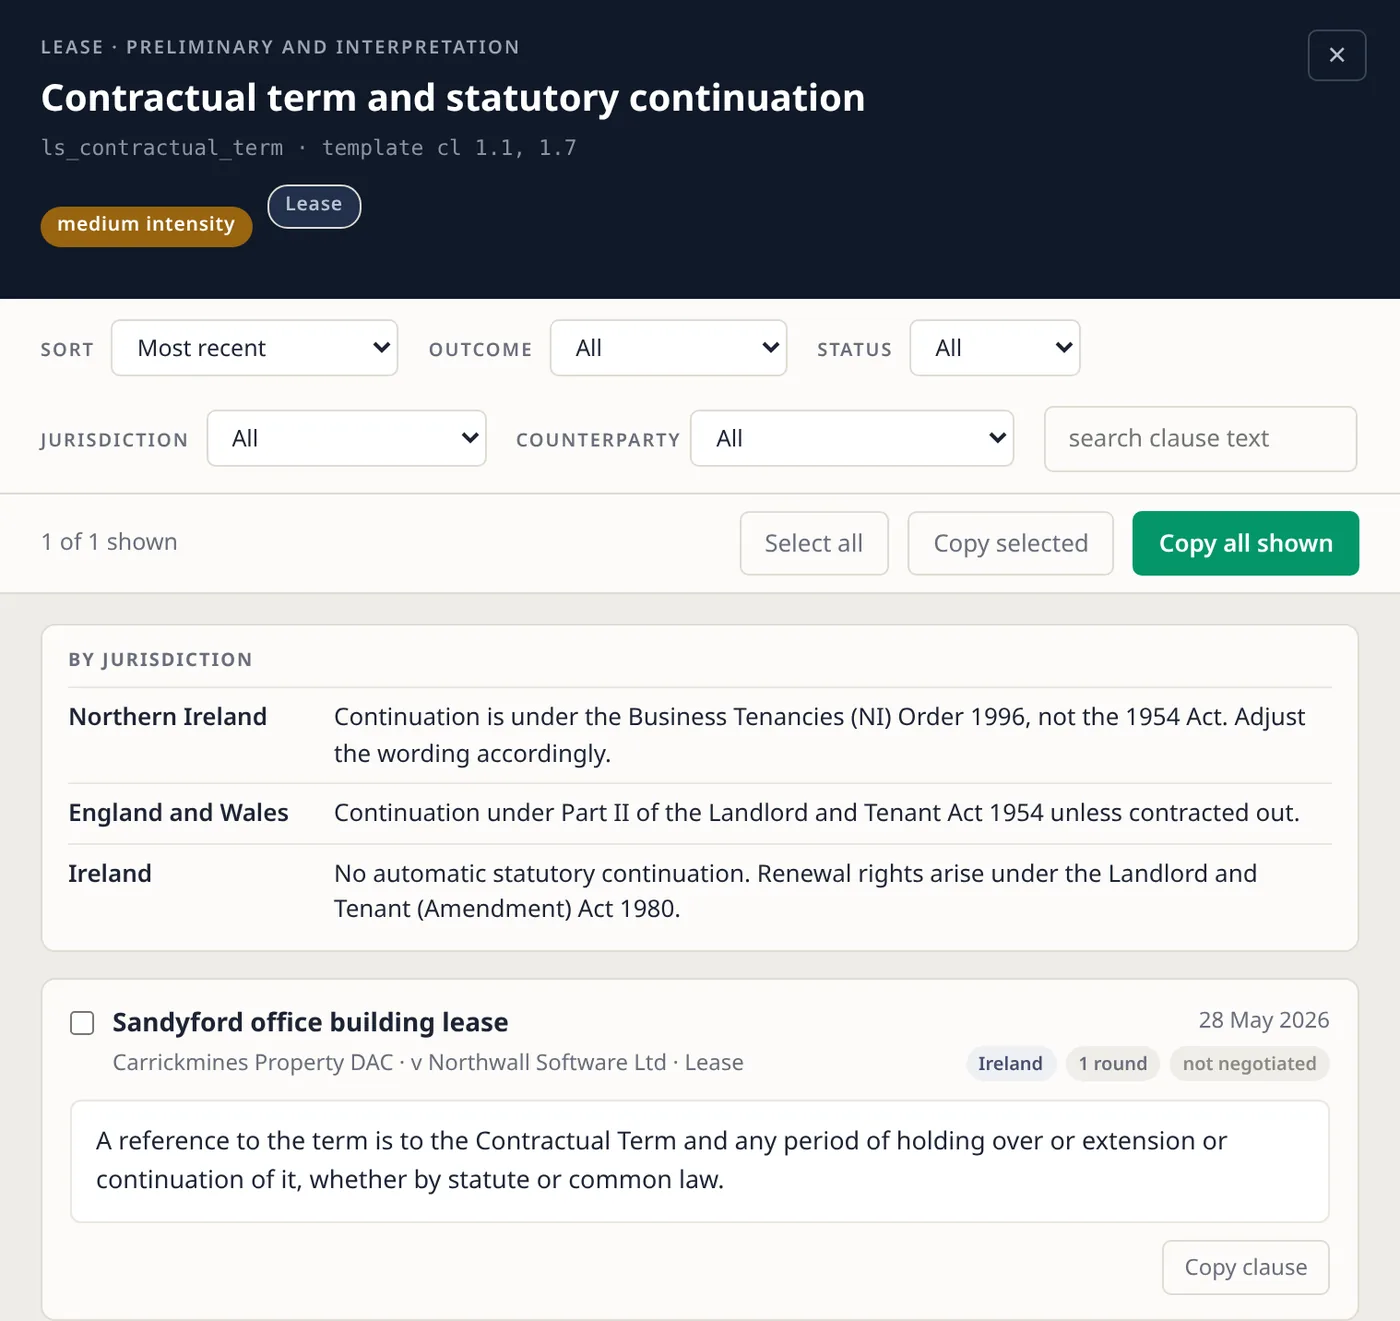 LEASE · PRELIMINARY AND INTERPRETATION
×
Contractual term and statutory continuation
ls_contractual_term · template cl 1.1, 1.7
medium intensity
Lease
SORT Most recent OUTCOME All STATUS All
JURISDICTION All COUNTERPARTY All search clause text
1 of 1 shown Select all Copy selected Copy all shown
BY JURISDICTION
Northern Ireland Continuation is under the Business Tenancies (NI) Order 1996, not the 1954 Act. Adjust
the wording accordingly.
England and Wales Continuation under Part II of the Landlord and Tenant Act 1954 unless contracted out.
Ireland No automatic statutory continuation. Renewal rights arise under the Landlord and
Tenant (Amendment) Act 1980.
Sandyford office building lease 28 May 2026
Carrickmines Property DAC · v Northwall Software Ltd · Lease Ireland 1 round not negotiated
A reference to the term is to the Contractual Term and any period of holding over or extension or
continuation of it, whether by statute or common law.
Copy clause